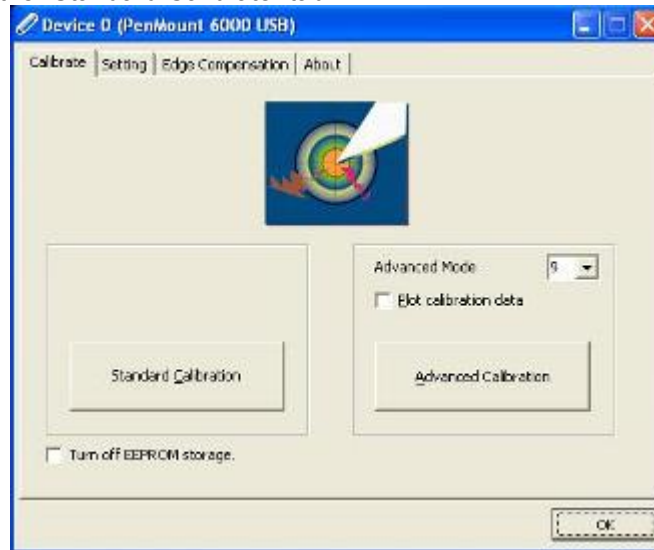 Device 0 (PenMount 6000 USB)
Calibrate Setting Edge Compensation About
Advanced Mode 9
Plot calibration data
Standard Calibration Advanced Calibration
Turn off EEPROM storage.
OK